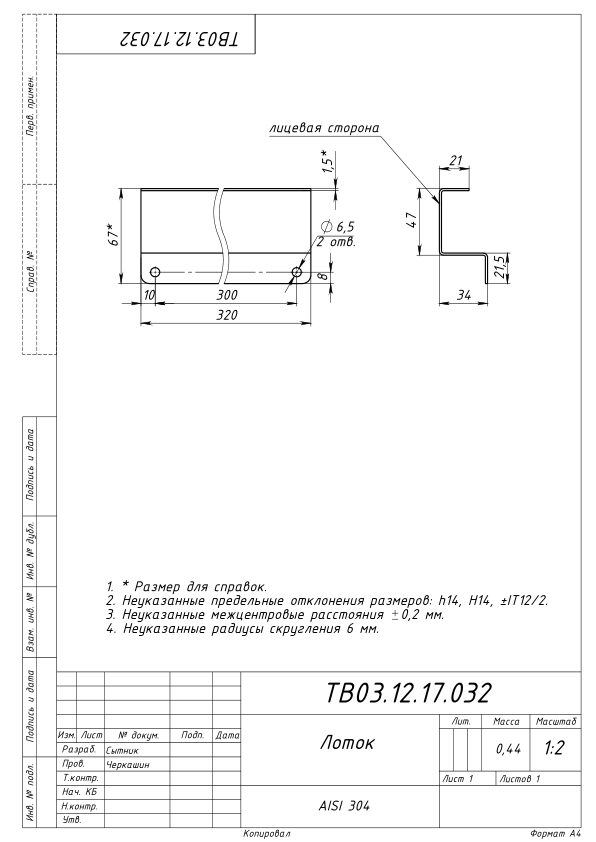 ТВ03.12.17.032
Перв. примен.
Справ. №
Подпись и дата
Инв. № дубл.
Взам. инв. №
Подпись и дата
Инв. № подл.
лицевая сторона
1,5*
21
67*
47
⌀ 6,5
2 отв.
8
21,5
10
300
34
320
1. * Размер для справок.
2. Неуказанные предельные отклонения размеров: h14, H14, ±IT12/2.
3. Неуказанные межцентровые расстояния ±0,2 мм.
4. Неуказанные радиусы скругления 6 мм.
ТВ03.12.17.032
Изм. Лист № докум. Подп. Дата
Разраб. Сытник
Пров. Черкашин
Т.контр.
Нач. КБ
Н.контр.
Утв.
Лоток
Лит. Масса Масштаб
0,44 1:2
Лист 1 Листов 1
AISI 304
Копировал Формат А4